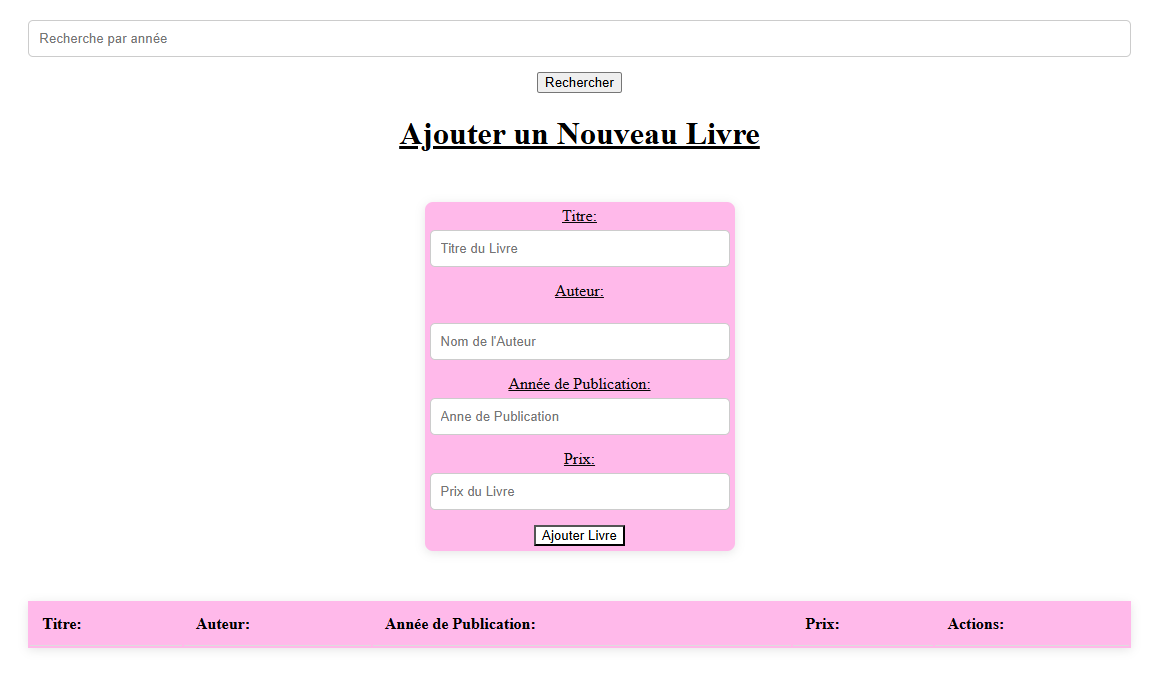 Recherche par année
Rechercher
Ajouter un Nouveau Livre
Titre:
Titre du Livre
Auteur:
Nom de l'Auteur
Année de Publication:
Anne de Publication
Prix:
Prix du Livre
Ajouter Livre
Titre: Auteur: Année de Publication: Prix: Actions: